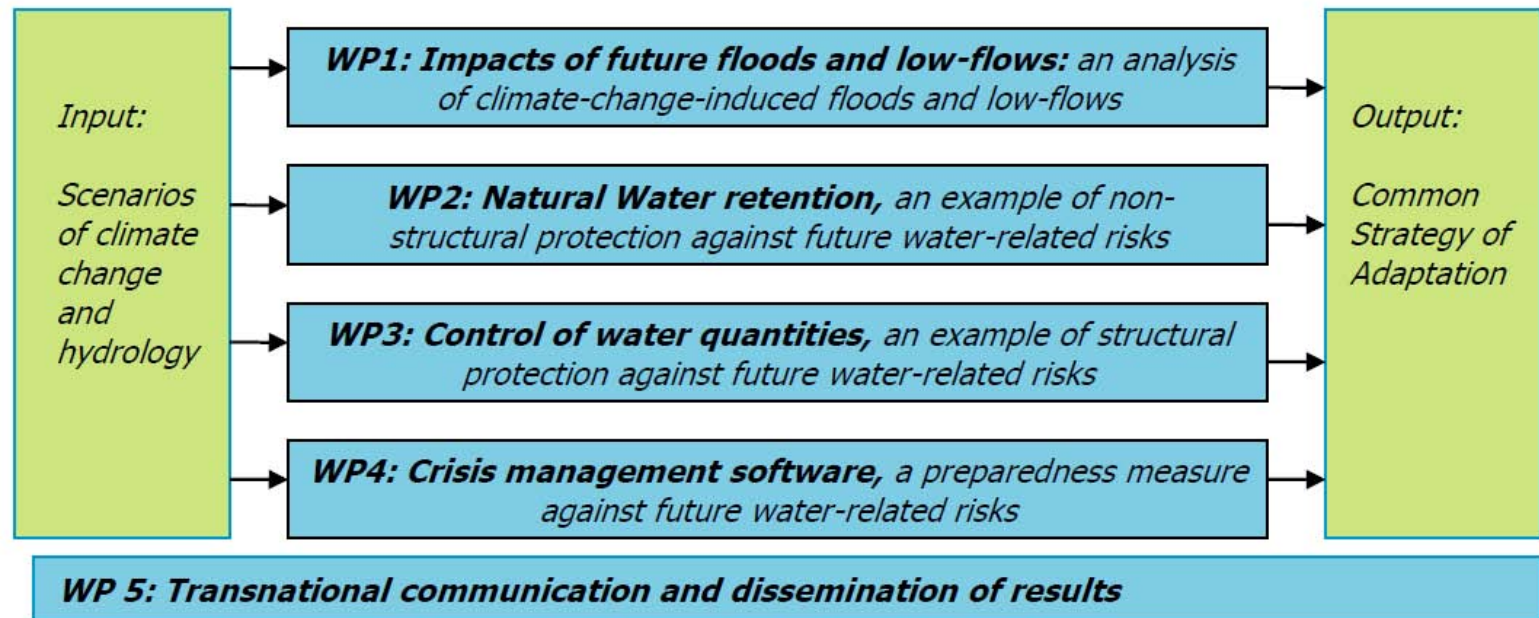 Input:
Scenarios
of climate
change
and
hydrology
WP1: Impacts of future floods and low-flows: an analysis
of climate-change-induced floods and low-flows
WP2: Natural Water retention, an example of non-
structural protection against future water-related risks
WP3: Control of water quantities, an example of structural
protection against future water-related risks
WP4: Crisis management software, a preparedness measure
against future water-related risks
Output:
Common
Strategy of
Adaptation
WP 5: Transnational communication and dissemination of results